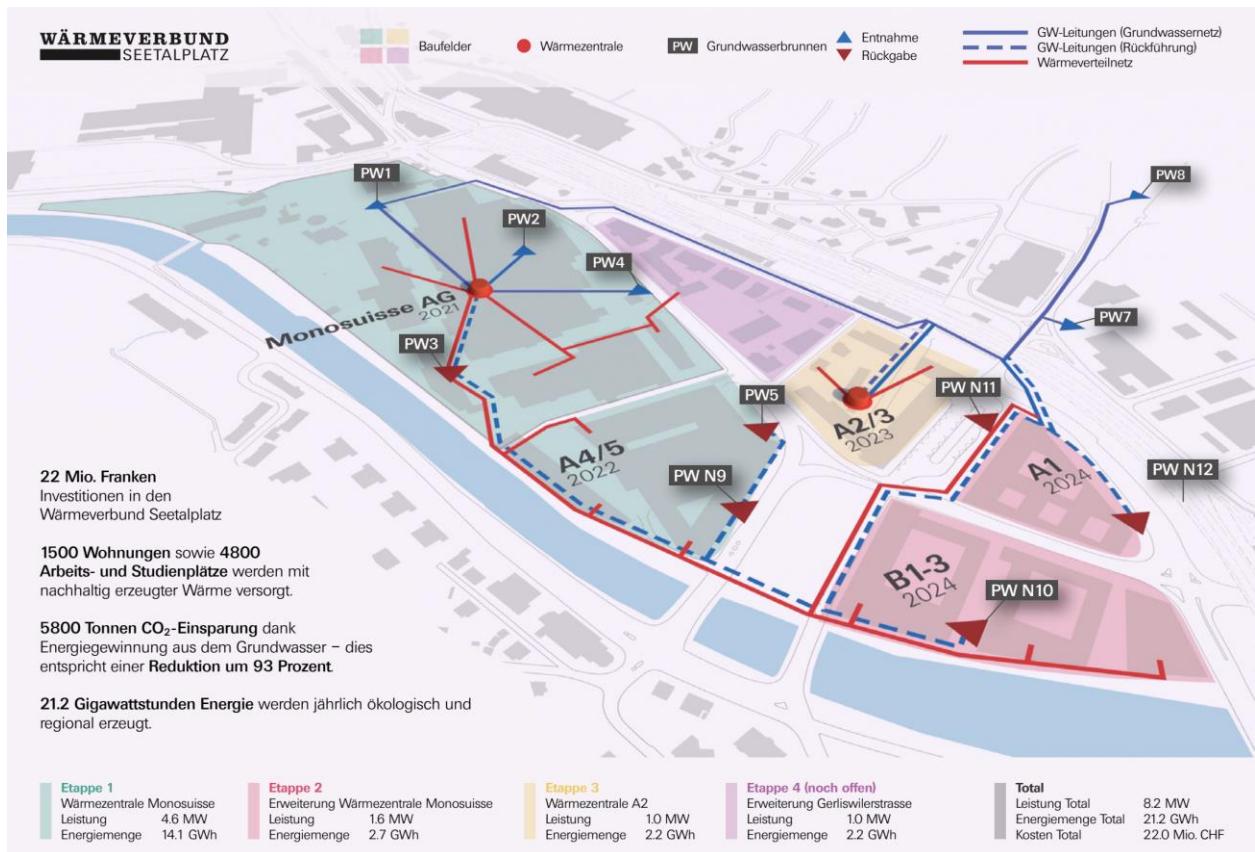 WÄRMEVERBUND
SEETALPLATZ
Baufelder
Wärmezentrale
PW Grundwasserbrunnen
Entnahme
Rückgabe
GW-Leitungen (Grundwassernetz)
GW-Leitungen (Rückführung)
Wärmeverteilnetz
PW1
PW8
PW2
PW4
PW7
Monosuisse AG
2021
PW3
PW5
PW N11
A2/3
2023
A4/5
2022
A1
2024
PW N12
PW N9
B1-3
2024
PW N10
22 Mio. Franken
Investitionen in den
Wärmeverbund Seetalplatz
1500 Wohnungen sowie 4800
Arbeits- und Studienplätze werden mit
nachhaltig erzeugter Wärme versorgt.
5800 Tonnen CO₂-Einsparung dank
Energiegewinnung aus dem Grundwasser – dies
entspricht einer Reduktion um 93 Prozent.
21.2 Gigawattstunden Energie werden jährlich ökologisch und
regional erzeugt.
Etappe 1
Wärmezentrale Monosuisse
Leistung 4.6 MW
Energiemenge 14.1 GWh
Etappe 2
Erweiterung Wärmezentrale Monosuisse
Leistung 1.6 MW
Energiemenge 2.7 GWh
Etappe 3
Wärmezentrale A2
Leistung 1.0 MW
Energiemenge 2.2 GWh
Etappe 4 (noch offen)
Erweiterung Gerliswilerstrasse
Leistung 1.0 MW
Energiemenge 2.2 GWh
Total
Leistung Total 8.2 MW
Energiemenge Total 21.2 GWh
Kosten Total 22.0 Mio. CHF